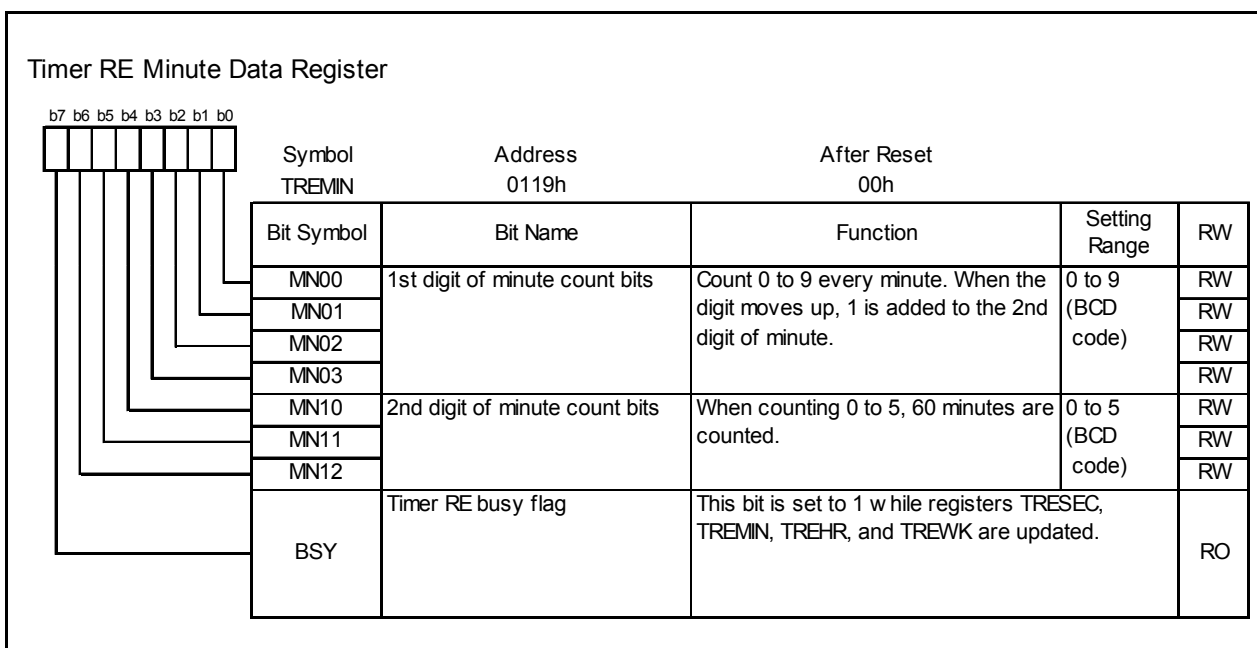 Timer RE Minute Data Register
b7 b6 b5 b4 b3 b2 b1 b0
Symbol Address After Reset
TREMIN 0119h 00h
Bit Symbol Bit Name Function Setting Range RW
MN00 1st digit of minute count bits Count 0 to 9 every minute. When the 0 to 9 RW
MN01 digit moves up, 1 is added to the 2nd (BCD RW
MN02 digit of minute. code) RW
MN03 RW
MN10 2nd digit of minute count bits When counting 0 to 5, 60 minutes are 0 to 5 RW
MN11 counted. (BCD RW
MN12 code) RW
Timer RE busy flag This bit is set to 1 w hile registers TRESEC,
TREMIN, TREHR, and TREWK are updated.
BSY RO